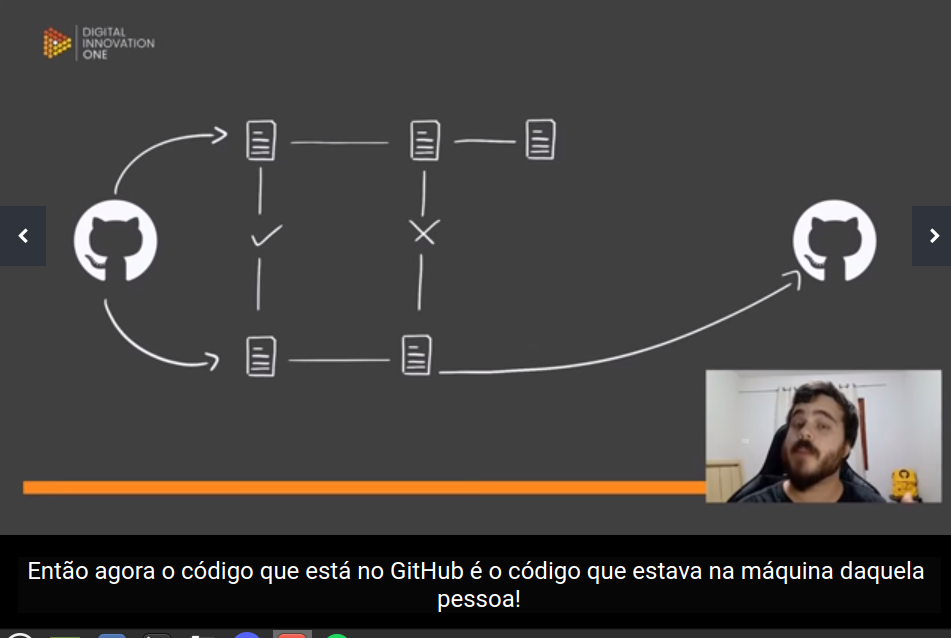 DIGITAL
INNOVATION
ONE
Então agora o código que está no GitHub é o código que estava na máquina daquela
pessoa!